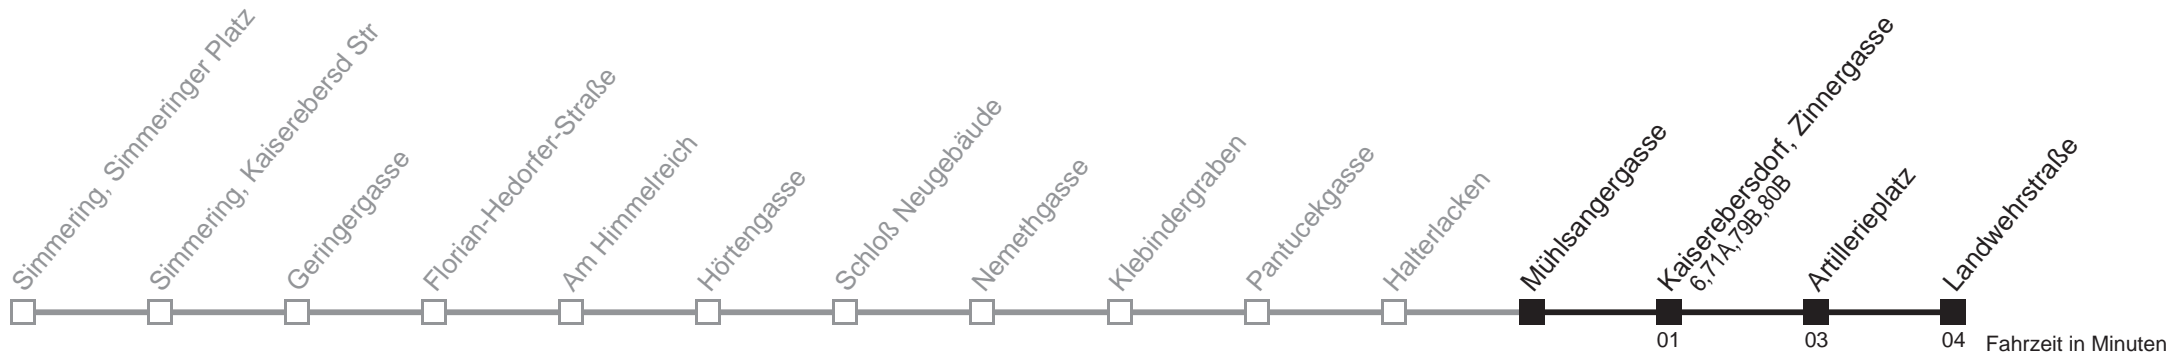 Simmering, Simmeringer Platz
Simmering, Kaiserebersd Str
Geringergasse
Florian-Hedorfer-Straße
Am Himmelreich
Hörtengasse
Schloß Neugebäude
Nemethgasse
Klebindergraben
Pantucekgasse
Halterlacken
Mühlsangergasse
Kaiserebersdorf, Zinnergasse
6,71A,79B,80B
Artillerieplatz
Landwehrstraße
01
03
04
Fahrzeit in Minuten